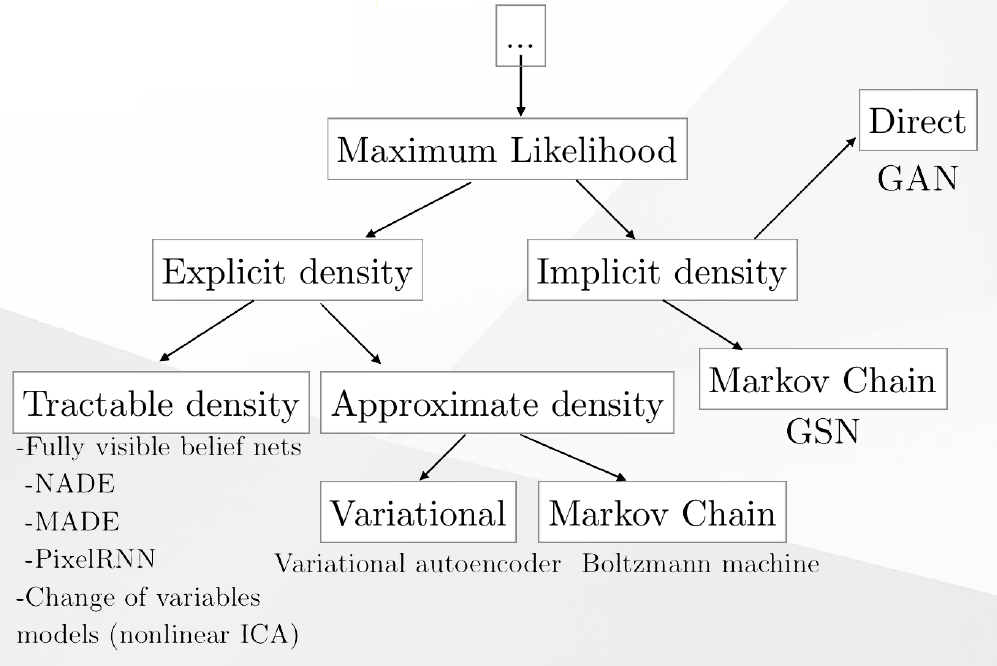 ...
Maximum Likelihood
Direct
GAN
Explicit density
Implicit density
Markov Chain
GSN
Tractable density
-Fully visible belief nets
-NADE
-MADE
-PixelRNN
-Change of variables
models (nonlinear ICA)
Approximate density
Variational
Variational autoencoder
Markov Chain
Boltzmann machine